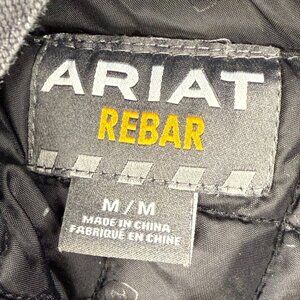 ARIAT
REBAR
M / M
MADE IN CHINA
FABRIQUÉ EN CHINE